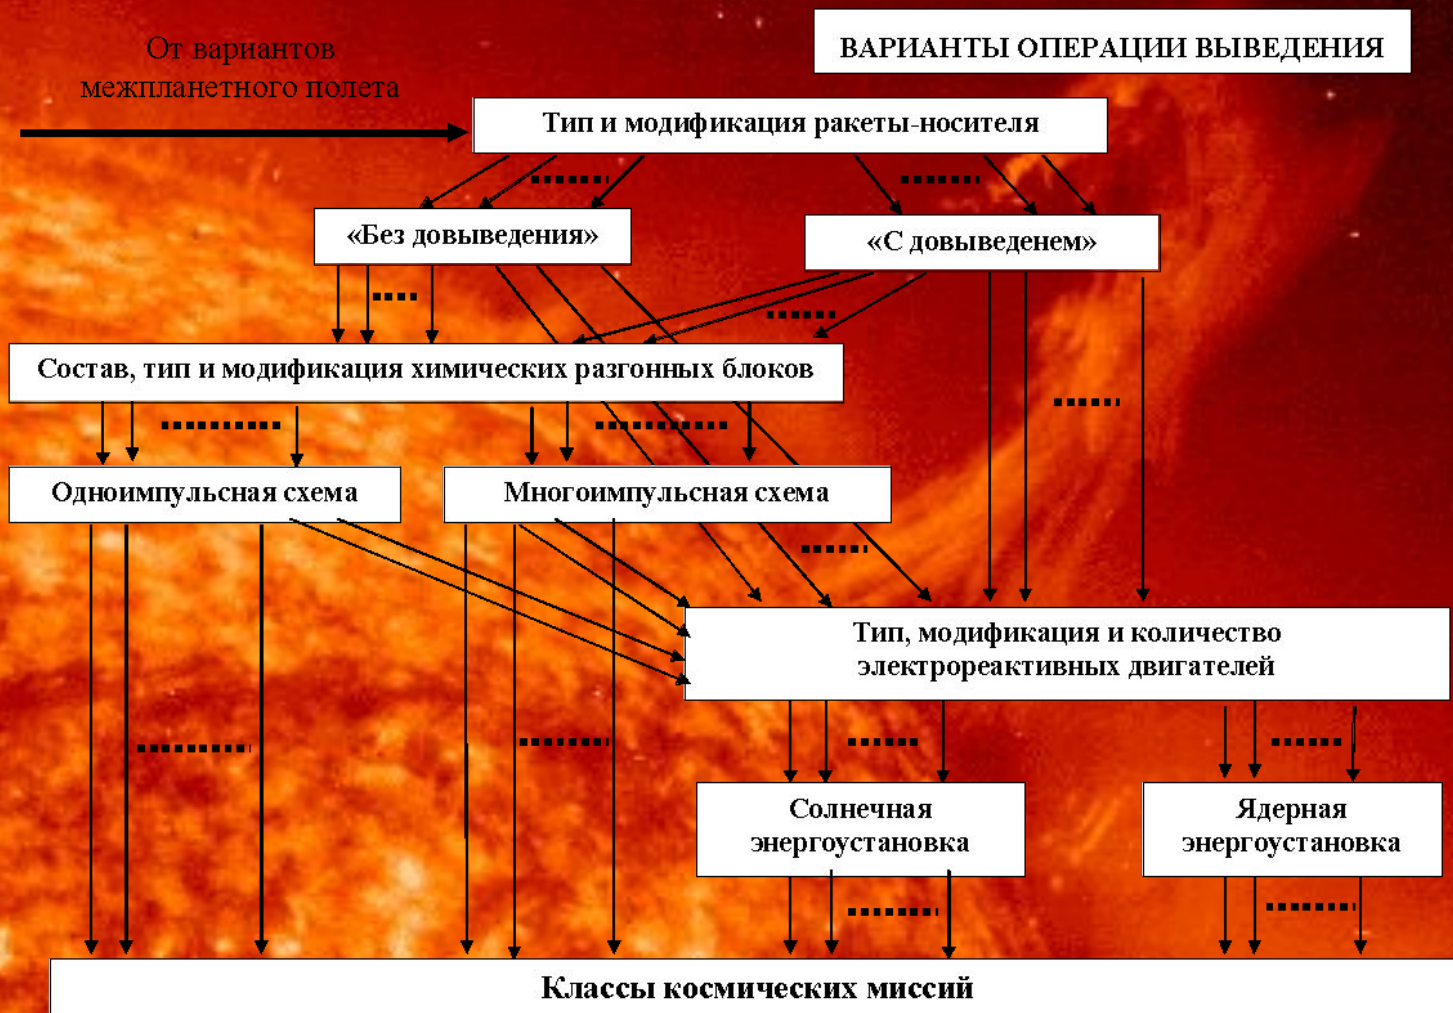 От вариантов
межпланетного полета
ВАРИАНТЫ ОПЕРАЦИИ ВЫВЕДЕНИЯ
Тип и модификация ракеты-носителя
«Без довыведения»
«С довыведенем»
Состав, тип и модификация химических разгонных блоков
Одноимпульсная схема
Многоимпульсная схема
Тип, модификация и количество
электрореактивных двигателей
Солнечная
энергоустановка
Ядерная
энергоустановка
Классы космических миссий